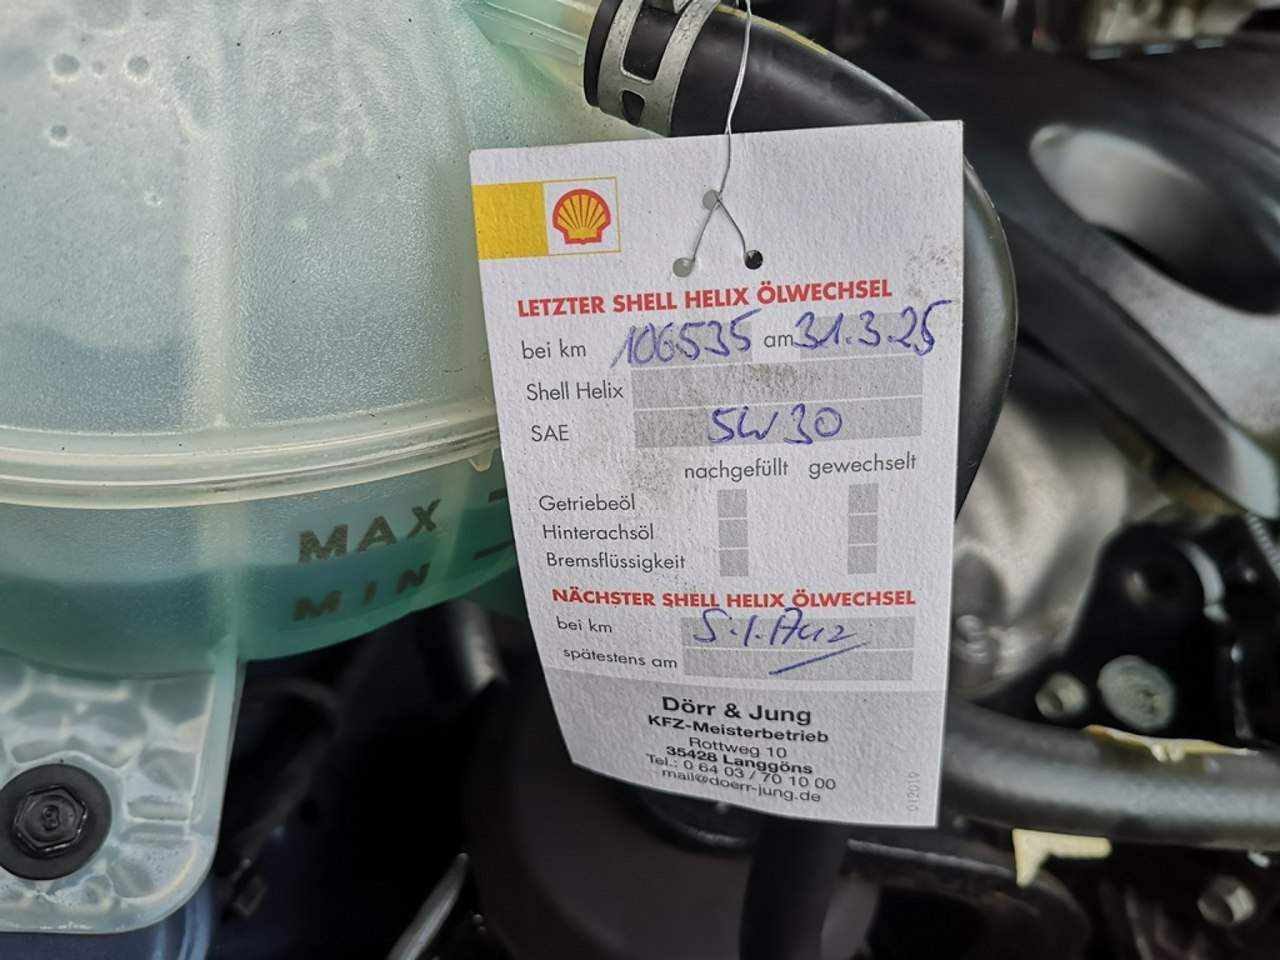 MAX
MIN
LETZTER SHELL HELIX ÖLWECHSEL
bei km 106535 am 31.3.25
Shell Helix
SAE 5W30
nachgefüllt gewechselt
Getriebeöl
Hinterachsöl
Bremsflüssigkeit
NÄCHSTER SHELL HELIX ÖLWECHSEL
bei km S.I. Anz
spätestens am
Dörr & Jung
KFZ-Meisterbetrieb
Rottweg 10
35428 Langgöns
Tel.: 0 64 03 / 70 10 00
mail@doerr-jung.de
012019